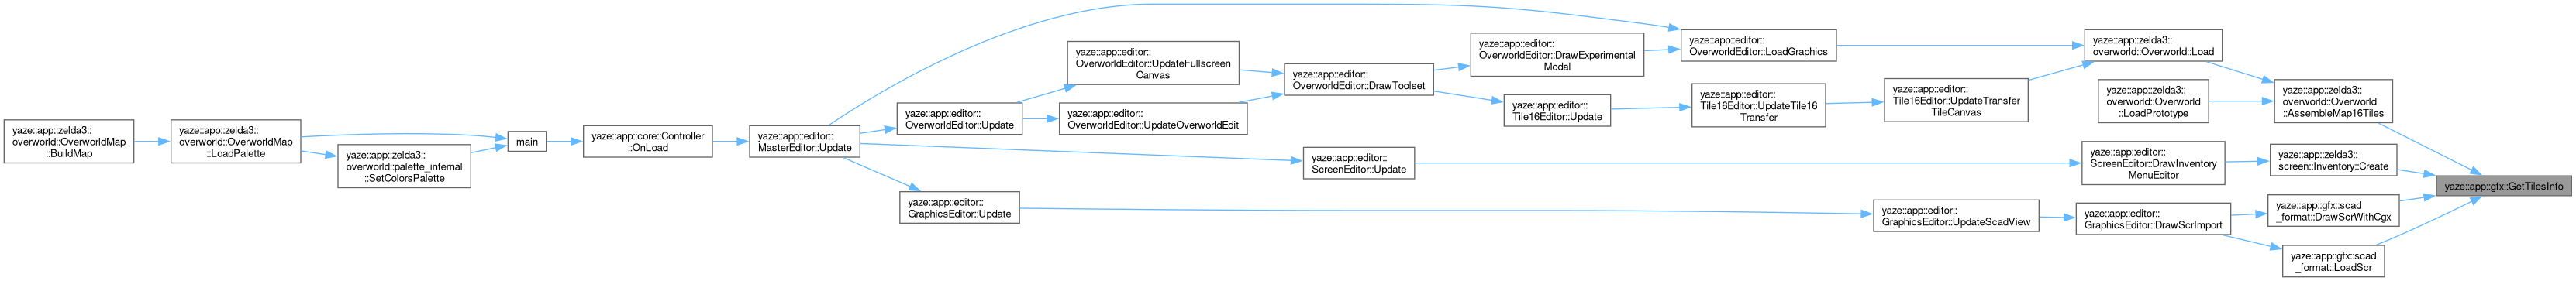 yaze::app::zelda3::
overworld::OverworldMap
::BuildMap
yaze::app::zelda3::
overworld::OverworldMap
::LoadPalette
yaze::app::zelda3::
overworld::palette_internal
::SetColorsPalette
main
yaze::app::core::Controller
::OnLoad
yaze::app::editor::
MasterEditor::Update
yaze::app::editor::
OverworldEditor::Update
yaze::app::editor::
GraphicsEditor::Update
yaze::app::editor::
OverworldEditor::UpdateFullscreen
Canvas
yaze::app::editor::
OverworldEditor::UpdateOverworldEdit
yaze::app::editor::
OverworldEditor::DrawToolset
yaze::app::editor::
ScreenEditor::Update
yaze::app::editor::
OverworldEditor::DrawExperimental
Modal
yaze::app::editor::
Tile16Editor::Update
yaze::app::editor::
OverworldEditor::LoadGraphics
yaze::app::editor::
Tile16Editor::UpdateTile16
Transfer
yaze::app::editor::
Tile16Editor::UpdateTransfer
TileCanvas
yaze::app::editor::
GraphicsEditor::UpdateScadView
yaze::app::zelda3::
overworld::Overworld::Load
yaze::app::zelda3::
overworld::Overworld
::LoadPrototype
yaze::app::editor::
ScreenEditor::DrawInventory
MenuEditor
yaze::app::editor::
GraphicsEditor::DrawScrImport
yaze::app::zelda3::
overworld::Overworld
::AssembleMap16Tiles
yaze::app::zelda3::
screen::Inventory::Create
yaze::app::gfx::scad
_format::DrawScrWithCgx
yaze::app::gfx::scad
_format::LoadScr
yaze::app::gfx::GetTilesInfo